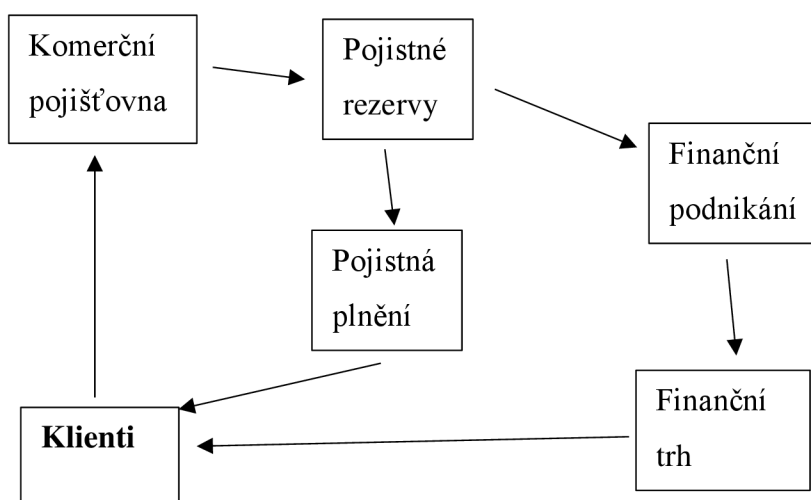 Komerční
pojišťovna
Pojistné
rezervy
Finanční
podnikání
Pojistná
plnění
Klienti
Finanční
trh